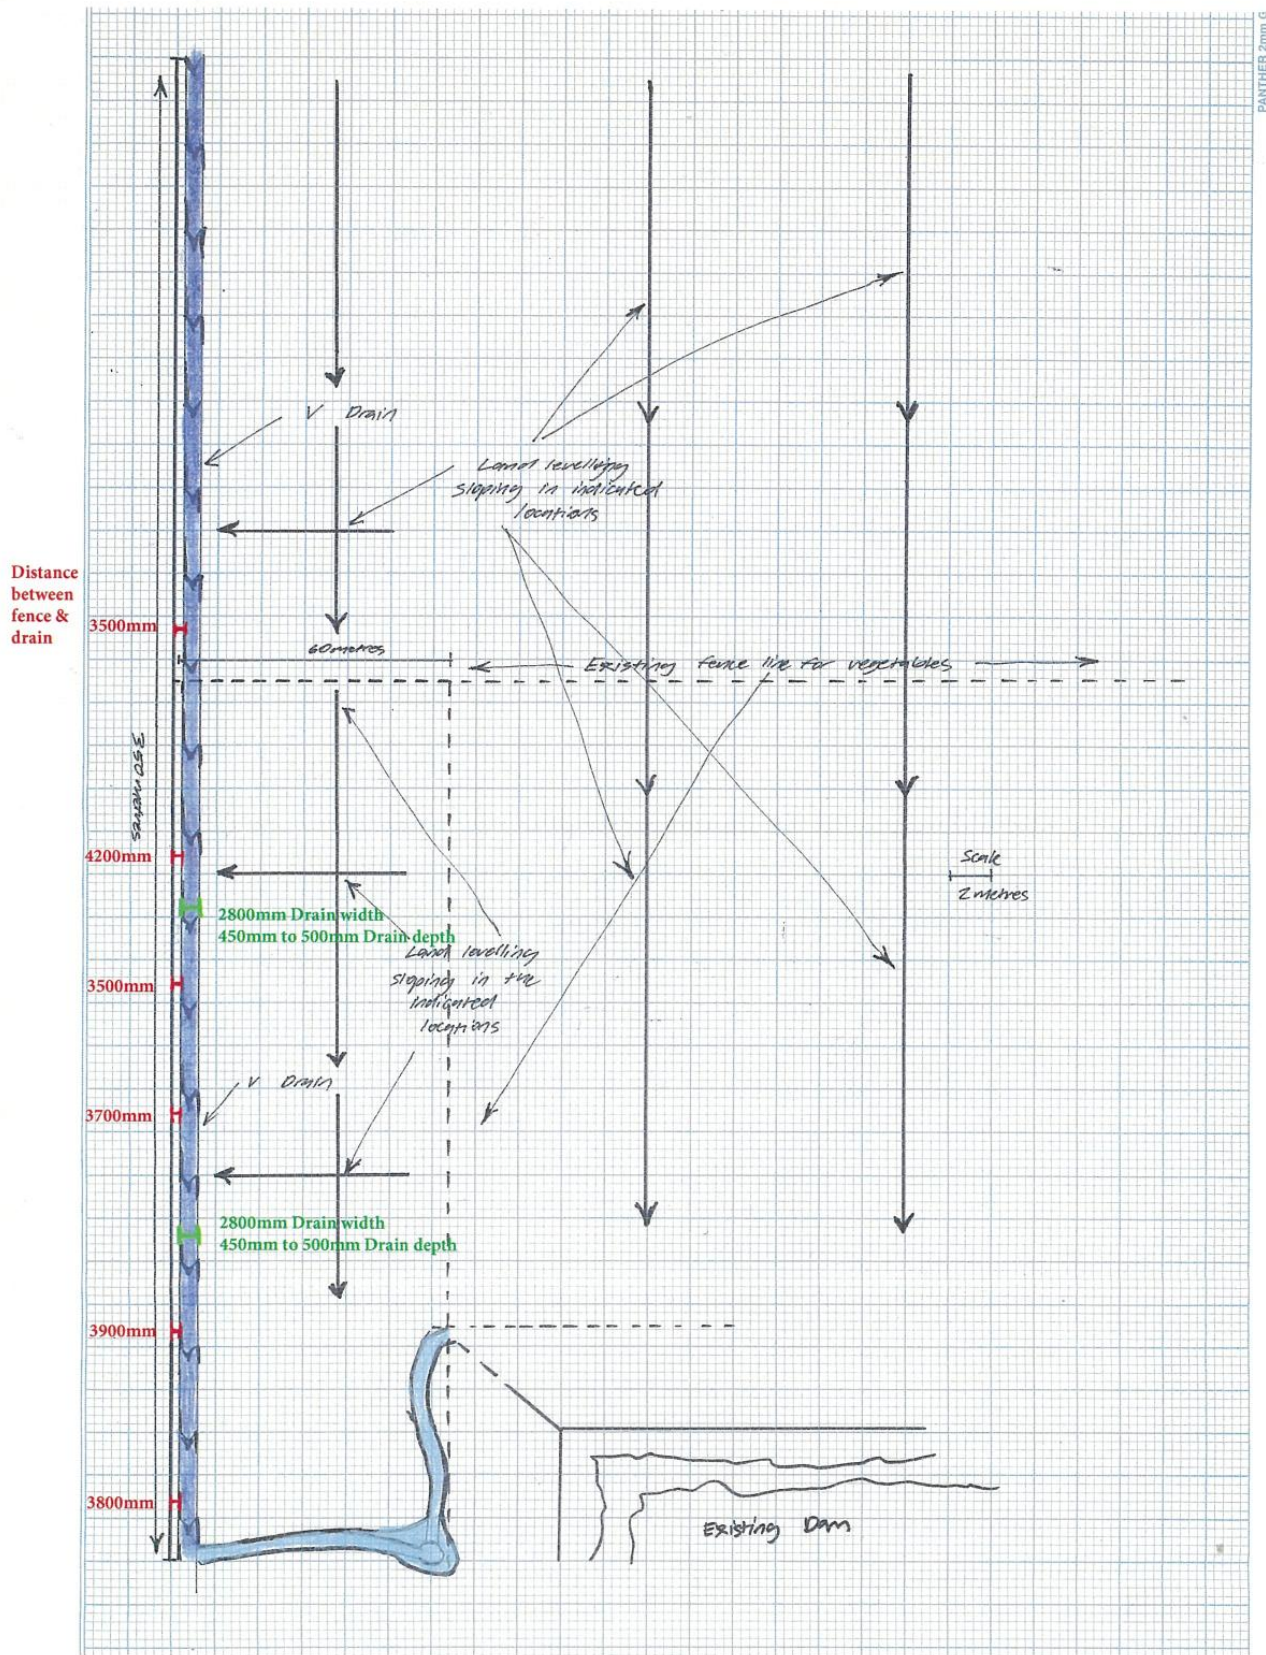 PANTHER 2mm G
V Drain
Land levelling
sloping in indicated
locations
Distance
between
fence &
drain
3500mm
60 metres
Existing fence line for vegetables
350 metres
4200mm
Scale
2 metres
2800mm Drain width
450mm to 500mm Drain depth
Land levelling
sloping in the
indicated
locations
3500mm
V Drain
3700mm
2800mm Drain width
450mm to 500mm Drain depth
3900mm
3800mm
Existing Dam